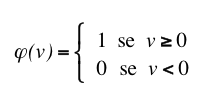 φ(v) = { 1 se v ≥ 0
0 se v < 0